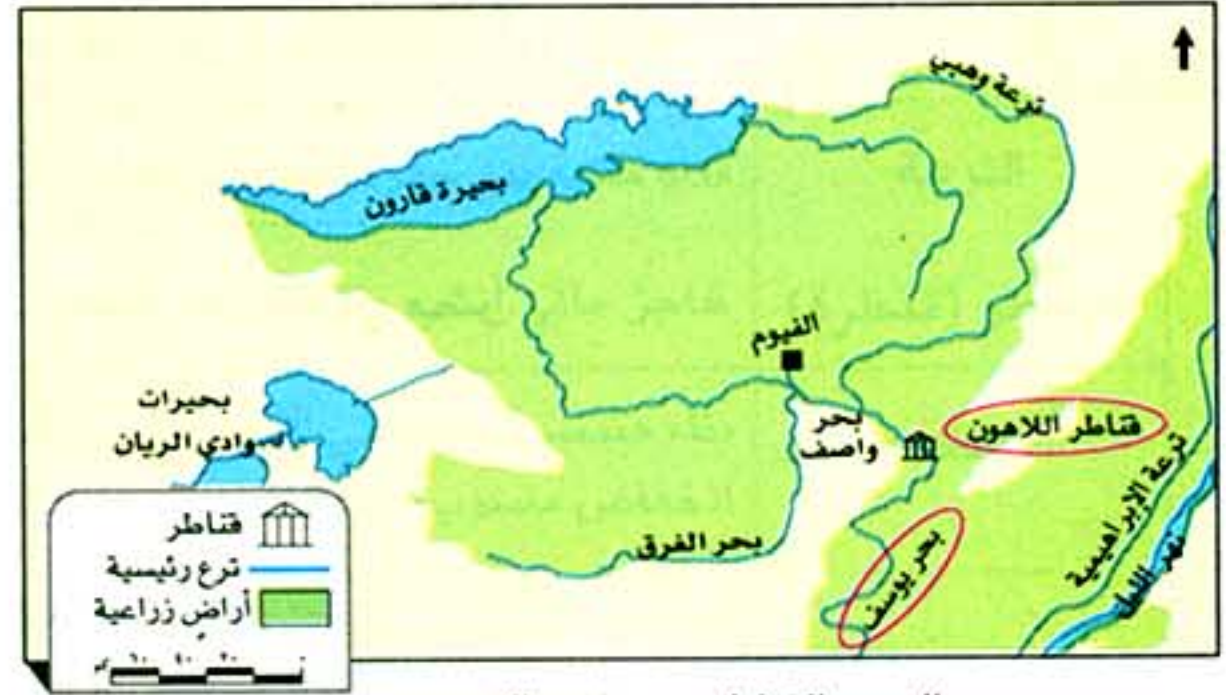 ترعة وهبي
بحيرة قارون
الفيوم
بحر
واصف
قناطر اللاهون
ترعة الإبراهيمية
نهر النيل
بحر يوسف
بحر الغرق
بحيرات
وادي الريان
قناطر
ترع رئيسية
أراض زراعية